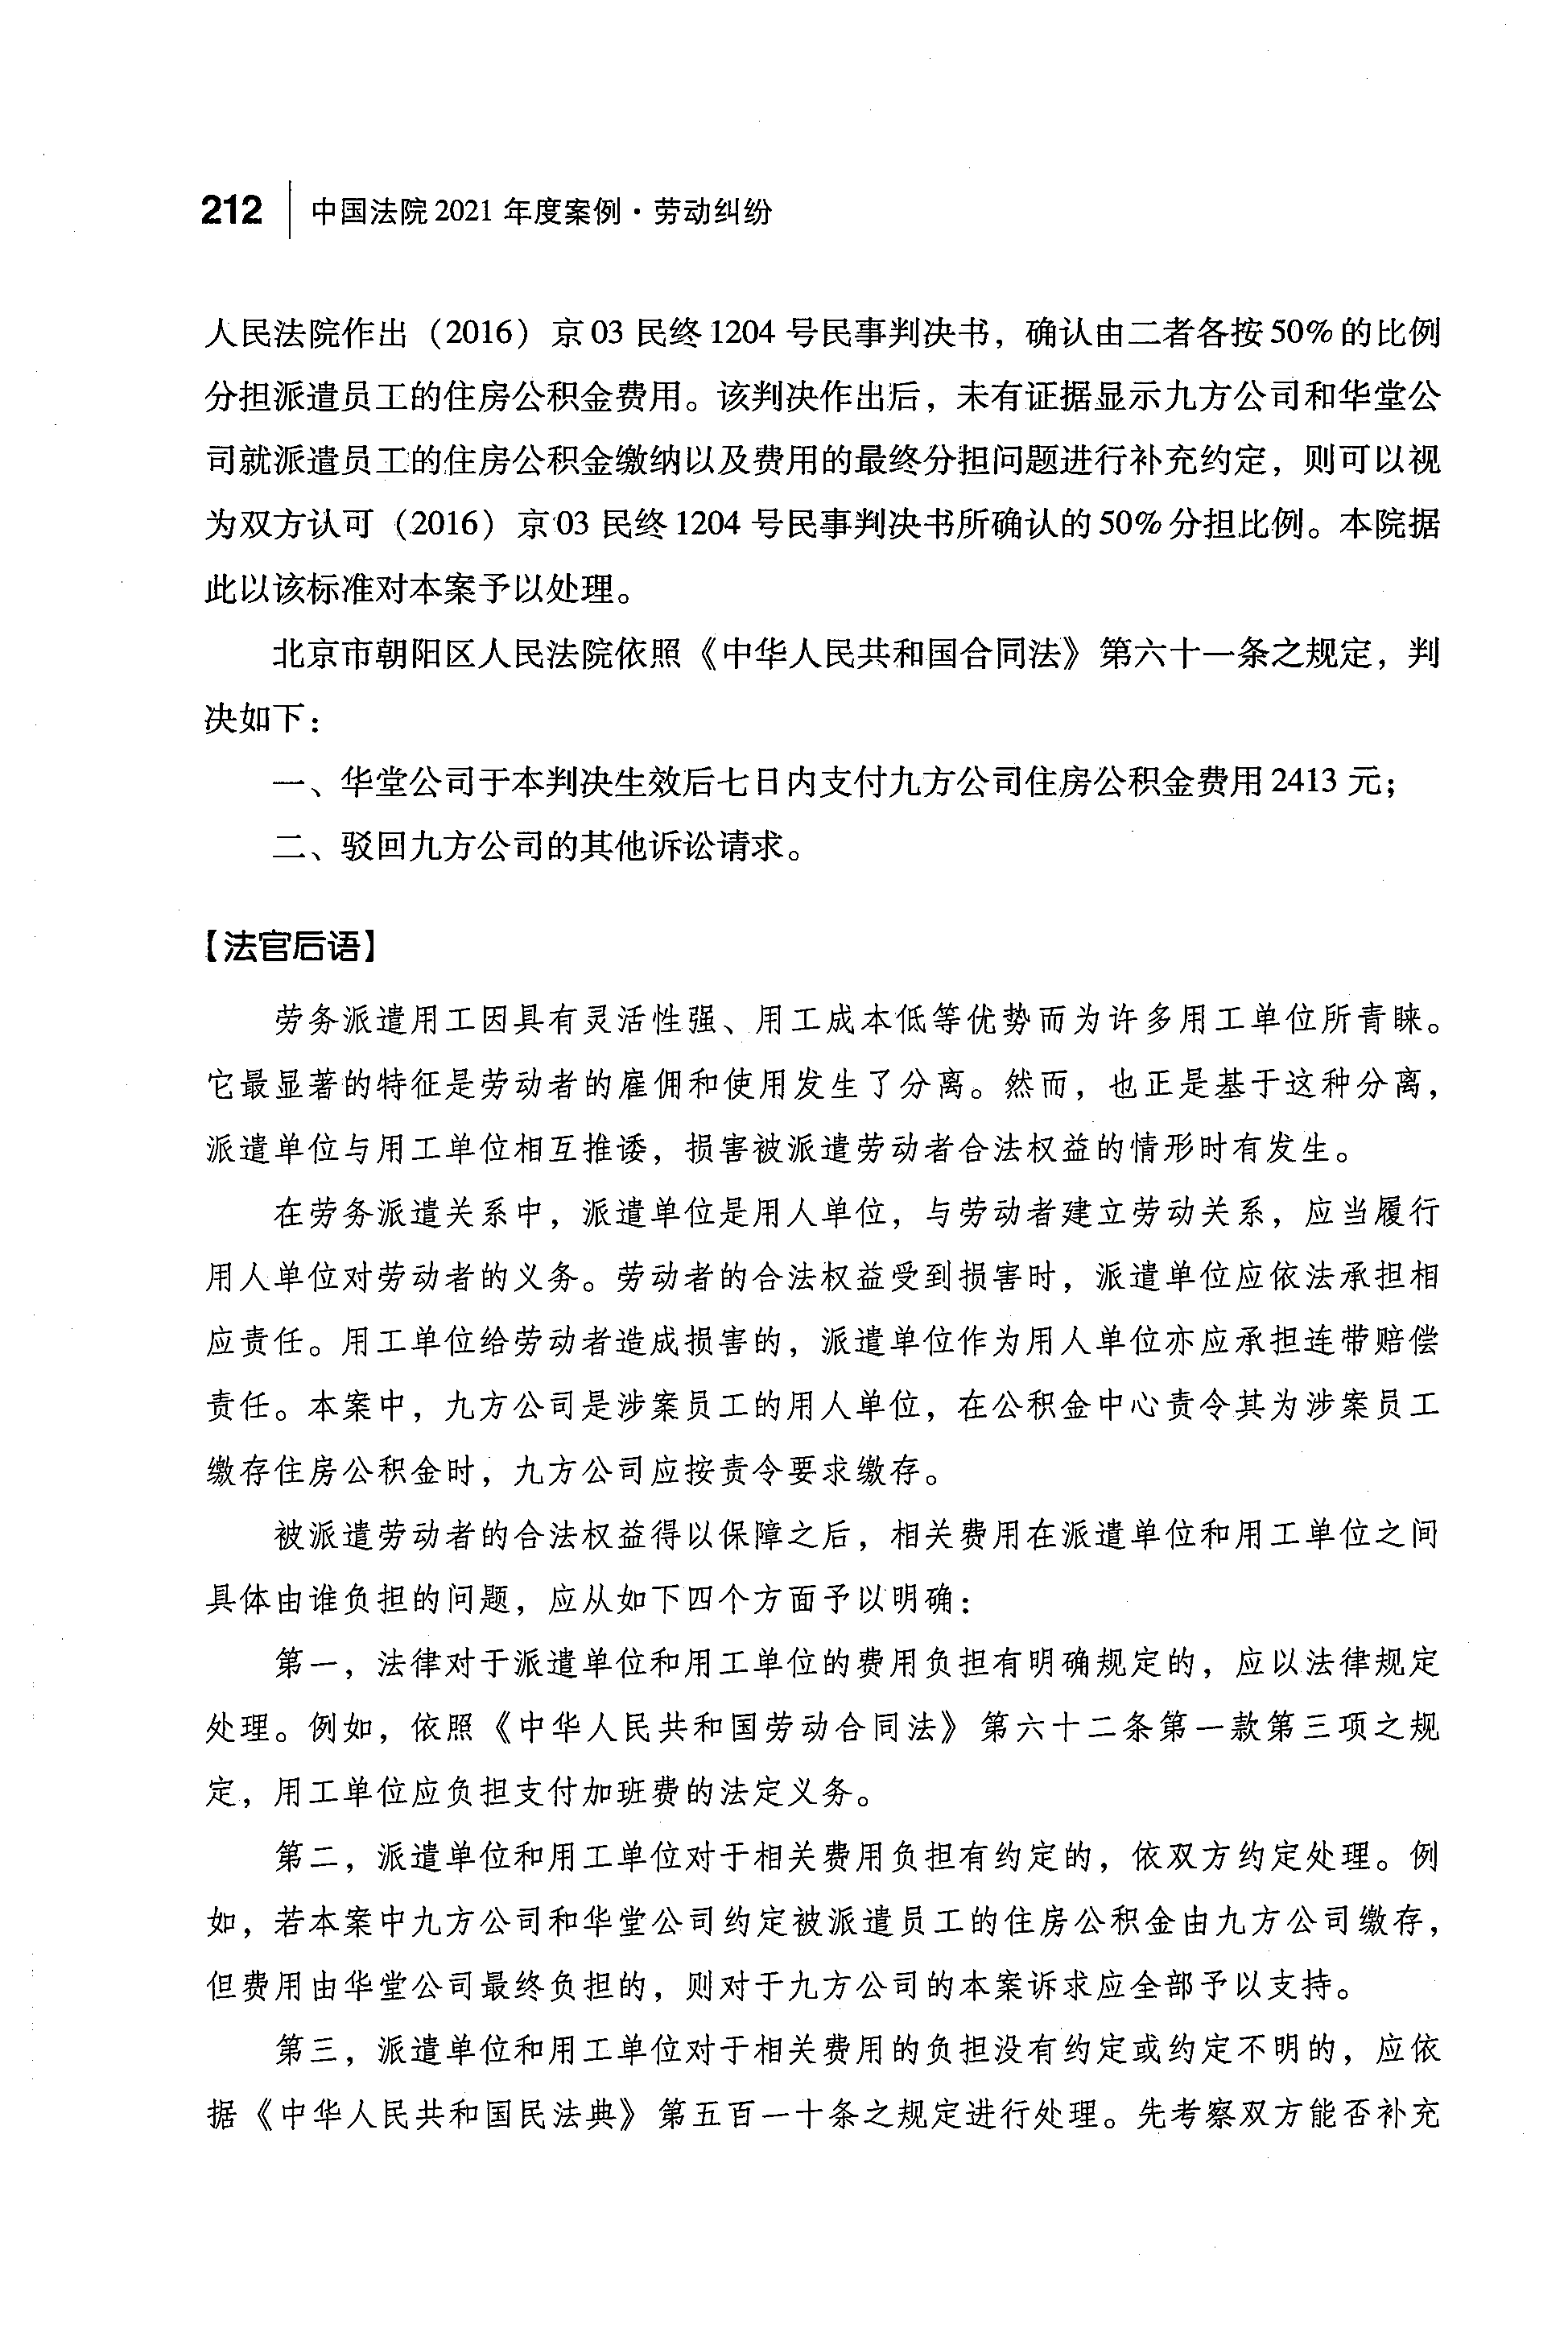 212 中国法院2021年度案例·劳动纠纷
人民法院作出（2016）京03民终1204号民事判决书，确认由二者各按50%的比例
分担派遣员工的住房公积金费用。该判决作出后，未有证据显示九方公司和华堂公
司就派遣员工的住房公积金缴纳以及费用的最终分担问题进行补充约定，则可以视
为双方认可（2016）京03民终1204号民事判决书所确认的50%分担比例。本院据
此以该标准对本案予以处理。
北京市朝阳区人民法院依照《中华人民共和国合同法》第六十一条之规定，判
决如下：
一、华堂公司于本判决生效后七日内支付九方公司住房公积金费用2413元；
二、驳回九方公司的其他诉讼请求。
【法官后语】
劳务派遣用工因具有灵活性强、用工成本低等优势而为许多用工单位所青睐。
它最显著的特征是劳动者的雇佣和使用发生了分离。然而，也正是基于这种分离，
派遣单位与用工单位相互推诿，损害被派遣劳动者合法权益的情形时有发生。
在劳务派遣关系中，派遣单位是用人单位，与劳动者建立劳动关系，应当履行
用人单位对劳动者的义务。劳动者的合法权益受到损害时，派遣单位应依法承担相
应责任。用工单位给劳动者造成损害的，派遣单位作为用人单位亦应承担连带赔偿
责任。本案中，九方公司是涉案员工的用人单位，在公积金中心责令其为涉案员工
缴存住房公积金时，九方公司应按责令要求缴存。
被派遣劳动者的合法权益得以保障之后，相关费用在派遣单位和用工单位之间
具体由谁负担的问题，应从如下四个方面予以明确：
第一，法律对于派遣单位和用工单位的费用负担有明确规定的，应以法律规定
处理。例如，依照《中华人民共和国劳动合同法》第六十二条第一款第三项之规
定，用工单位应负担支付加班费的法定义务。
第二，派遣单位和用工单位对于相关费用负担有约定的，依双方约定处理。例
如，若本案中九方公司和华堂公司约定被派遣员工的住房公积金由九方公司缴存，
但费用由华堂公司最终负担的，则对于九方公司的本案诉求应全部予以支持。
第三，派遣单位和用工单位对于相关费用的负担没有约定或约定不明的，应依
据《中华人民共和国民法典》第五百一十条之规定进行处理。先考察双方能否补充